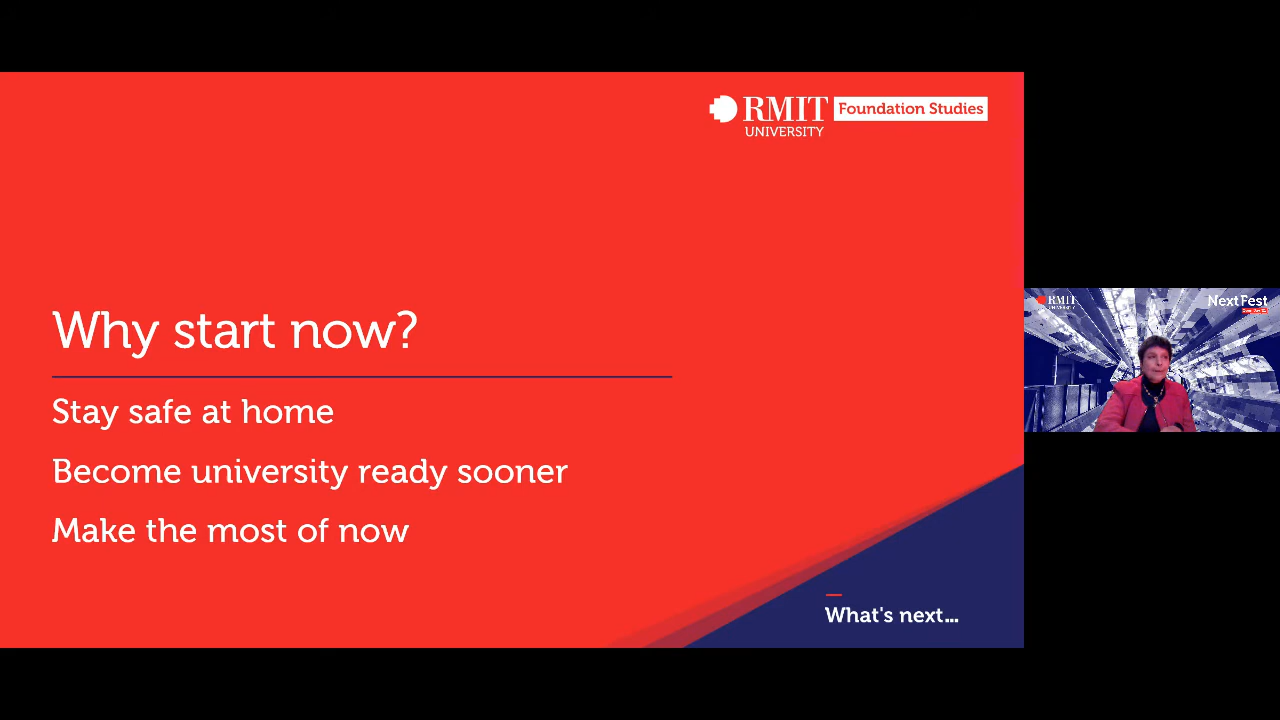 RMIT
UNIVERSITY
Foundation Studies
Why start now?
Stay safe at home
Become university ready sooner
Make the most of now
What's next...
RMIT
UNIVERSITY
NextFest